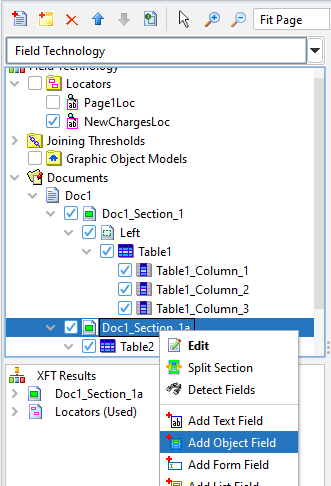 Fit Page
Field Technology
Field Technology
Locators
Page1Loc
NewChargesLoc
Joining Thresholds
Graphic Object Models
Documents
Doc1
Doc1_Section_1
Left
Table1
Table1_Column_1
Table1_Column_2
Table1_Column_3
Doc1_Section_1a
Table2
Edit
Split Section
Detect Fields
Add Text Field
Add Object Field
Add Form Field
Add List Field
XFT Results
Doc1_Section_1a
Locators (Used)